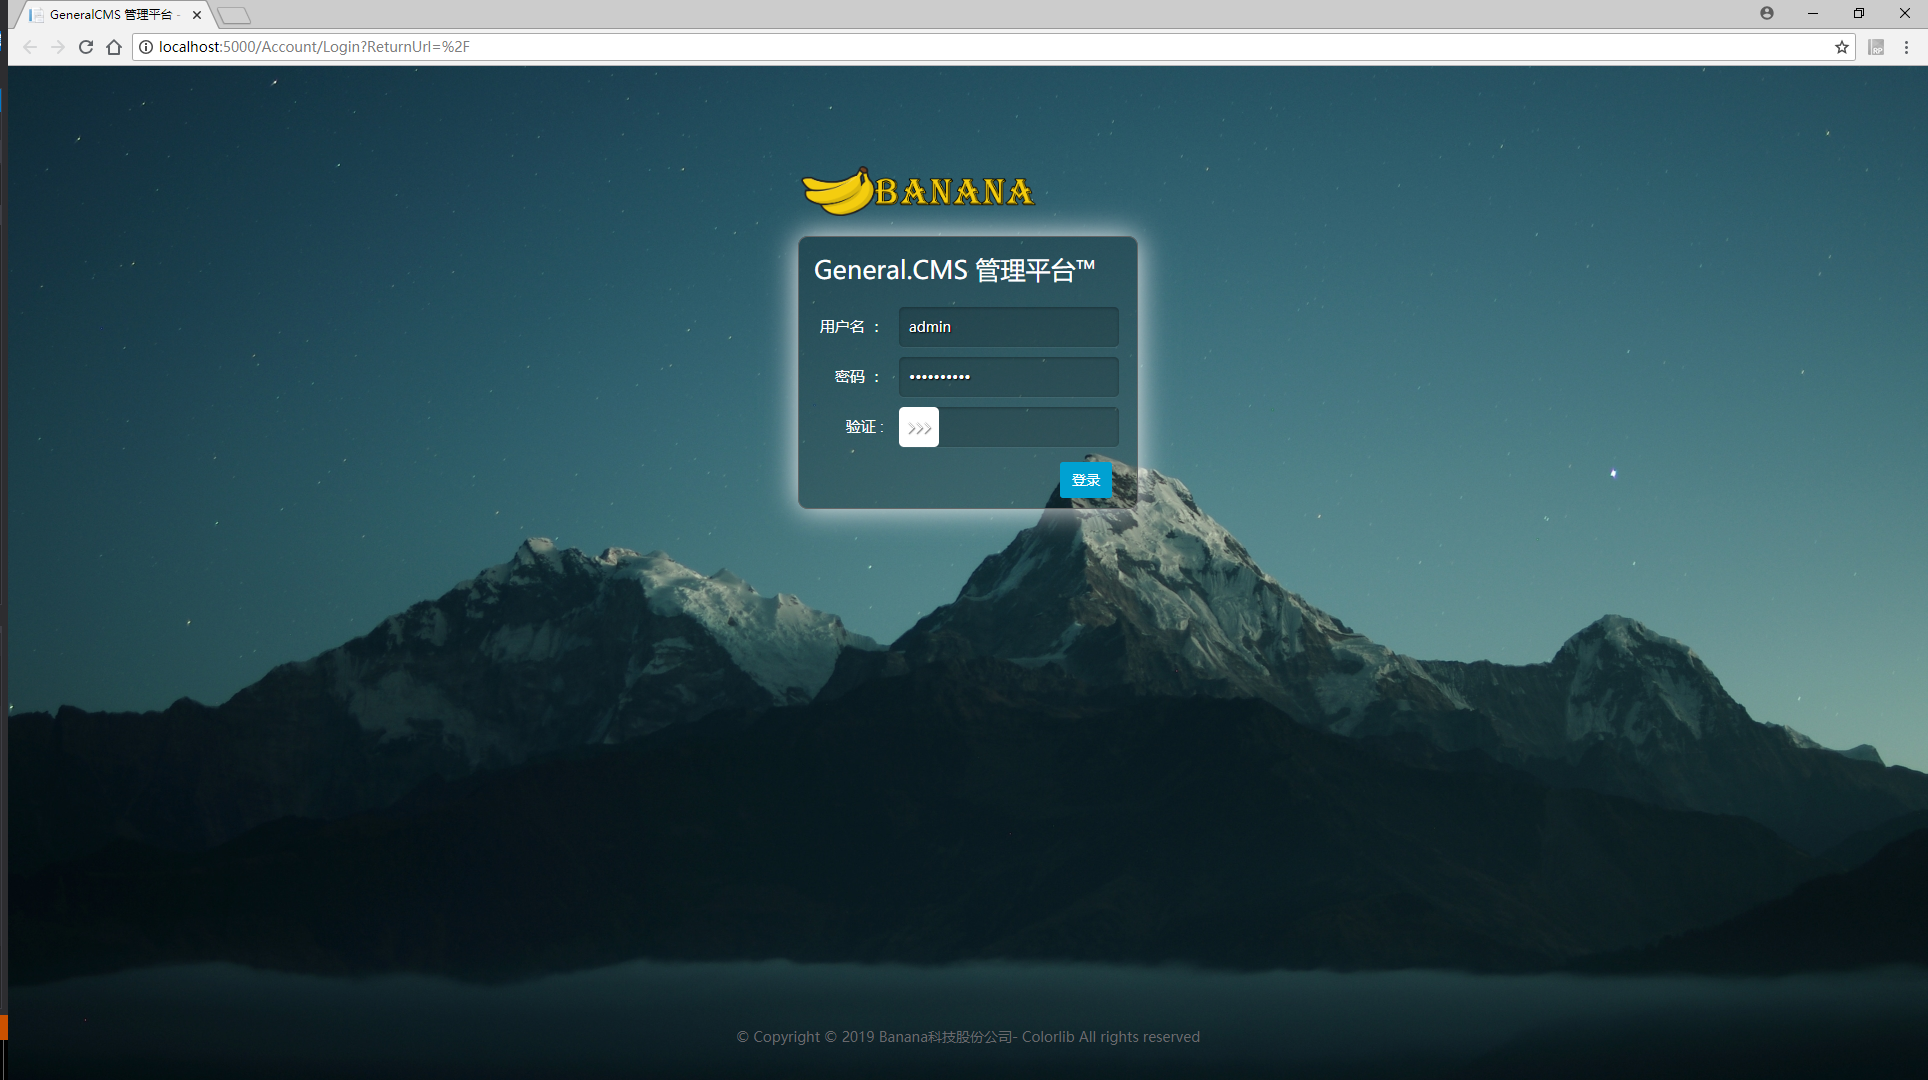 GeneralCMS 管理平台 -
localhost:5000/Account/Login?ReturnUrl=%2F
RP
BANANA
General.CMS 管理平台™
用户名 ： admin
密码 ： ••••••••••
验证 : >>>
登录
© Copyright © 2019 Banana科技股份公司- Colorlib All rights reserved